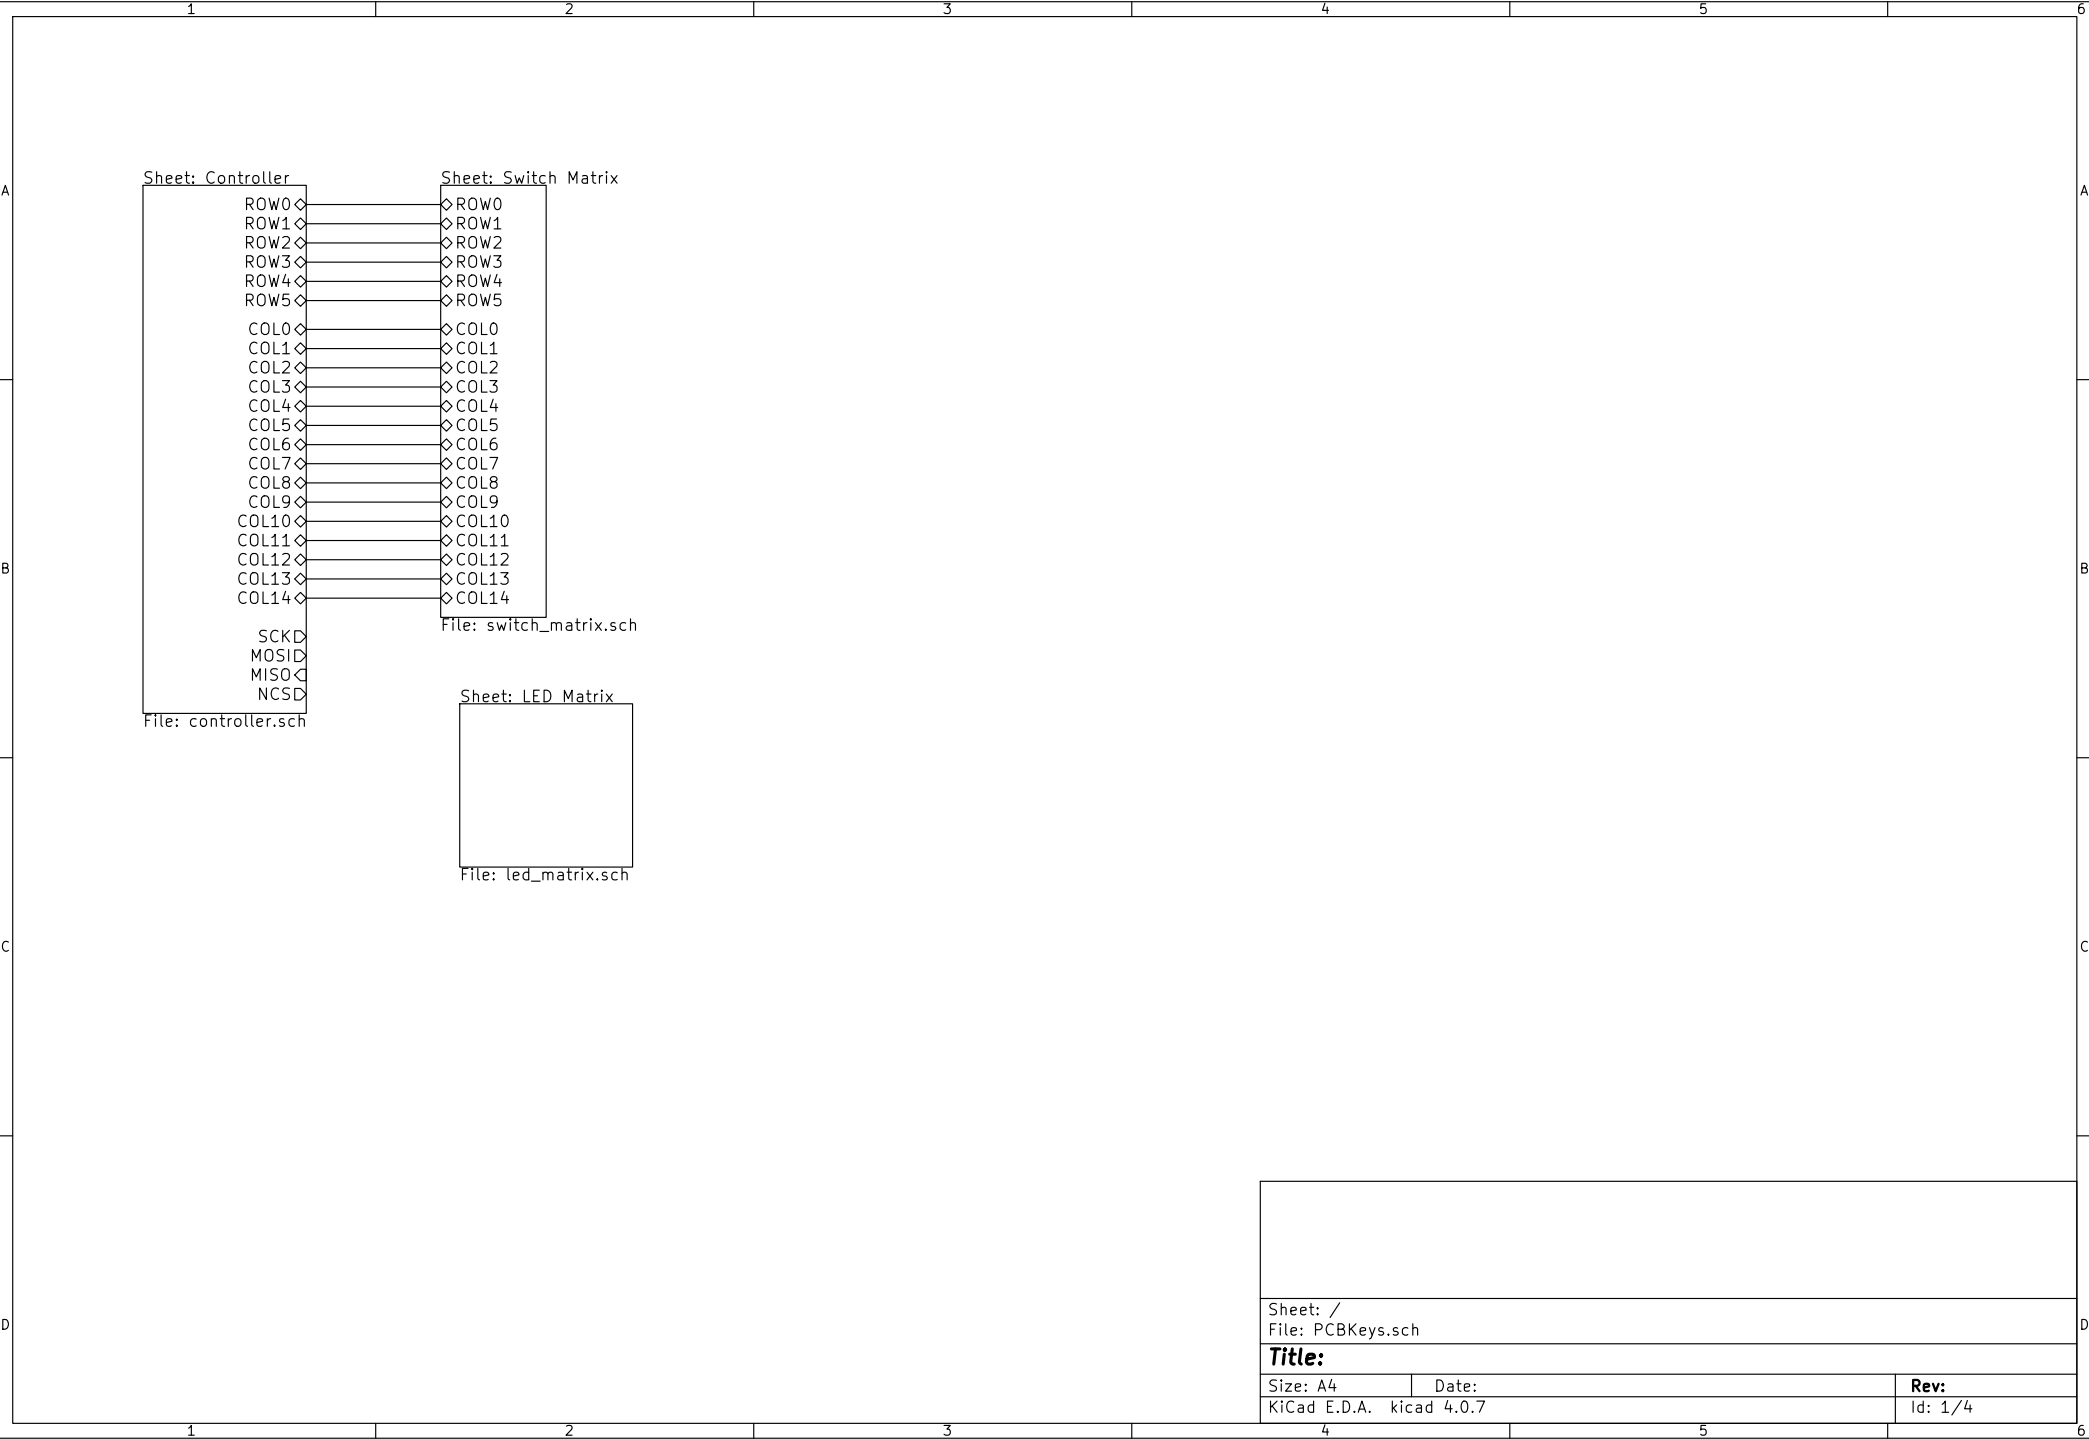 1 2 3 4 5 6
A A
B B
C C
D D
Sheet: Controller
ROW0
ROW1
ROW2
ROW3
ROW4
ROW5
COL0
COL1
COL2
COL3
COL4
COL5
COL6
COL7
COL8
COL9
COL10
COL11
COL12
COL13
COL14
SCK
MOSI
MISO
NCS
File: controller.sch
Sheet: Switch Matrix
ROW0
ROW1
ROW2
ROW3
ROW4
ROW5
COL0
COL1
COL2
COL3
COL4
COL5
COL6
COL7
COL8
COL9
COL10
COL11
COL12
COL13
COL14
File: switch_matrix.sch
Sheet: LED Matrix
File: led_matrix.sch
Sheet: /
File: PCBKeys.sch
Title:
Size: A4 Date: Rev:
KiCad E.D.A. kicad 4.0.7 Id: 1/4
1 2 3 4 5 6